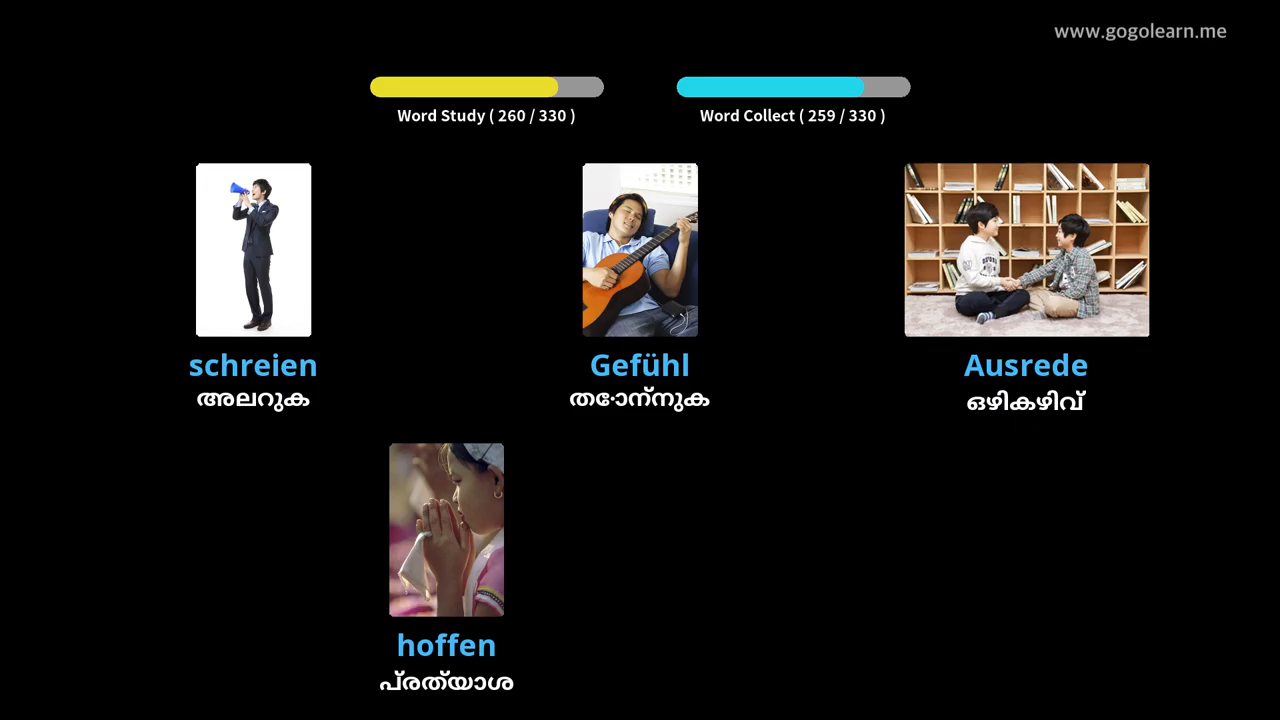 www.gogolearn.me
Word Study ( 260 / 330 )
Word Collect ( 259 / 330 )
schreien
അലറുക
Gefühl
തോന്നുക
Ausrede
ഒഴികഴിവ്
hoffen
പ്രത്യാശ